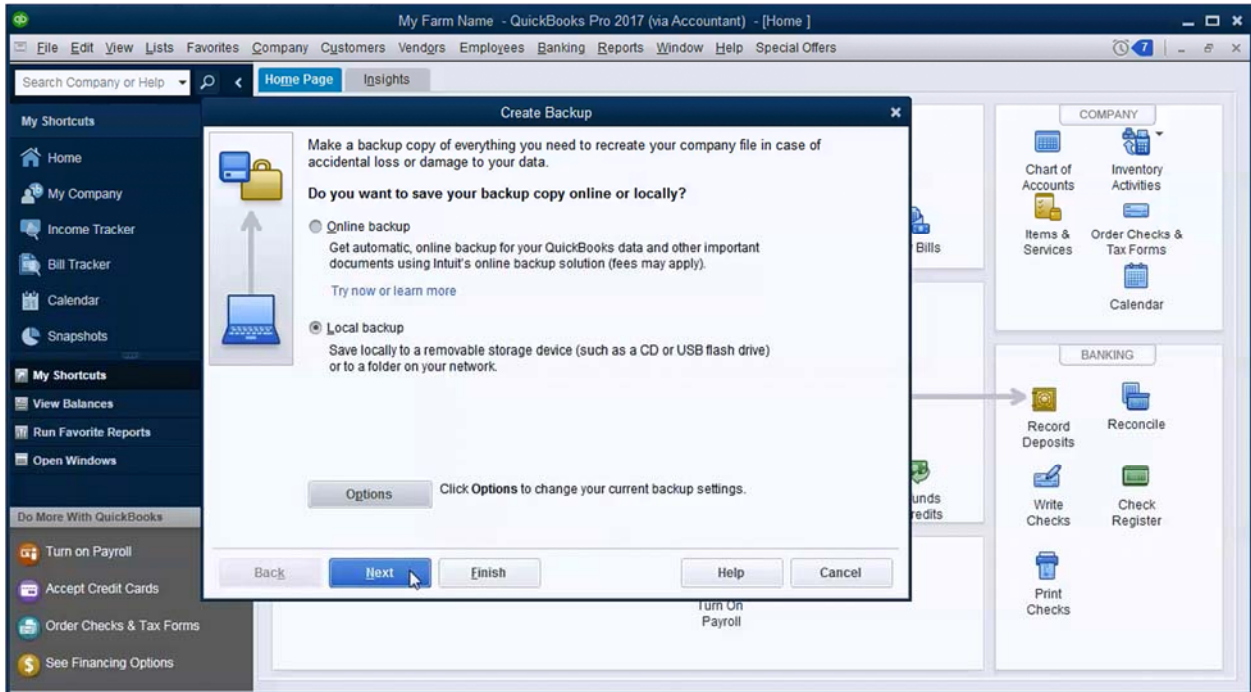 qb
My Farm Name - QuickBooks Pro 2017 (via Accountant) - [Home ]
File Edit View Lists Favorites Company Customers Vendors Employees Banking Reports Window Help Special Offers
7
Search Company or Help
Home Page
Insights
My Shortcuts
Home
My Company
Income Tracker
Bill Tracker
Calendar
Snapshots
My Shortcuts
View Balances
Run Favorite Reports
Open Windows
Do More With QuickBooks
Turn on Payroll
Accept Credit Cards
Order Checks & Tax Forms
See Financing Options
Create Backup
Make a backup copy of everything you need to recreate your company file in case of
accidental loss or damage to your data.
Do you want to save your backup copy online or locally?
Online backup
Get automatic, online backup for your QuickBooks data and other important
documents using Intuit's online backup solution (fees may apply).
Try now or learn more
Local backup
Save locally to a removable storage device (such as a CD or USB flash drive)
or to a folder on your network.
Options
Click Options to change your current backup settings.
Back
Next
Finish
Help
Cancel
Bills
Turn On
Payroll
COMPANY
Chart of
Accounts
Inventory
Activities
Items &
Services
Order Checks &
Tax Forms
Calendar
BANKING
Record
Deposits
Reconcile
Write
Checks
Check
Register
Print
Checks